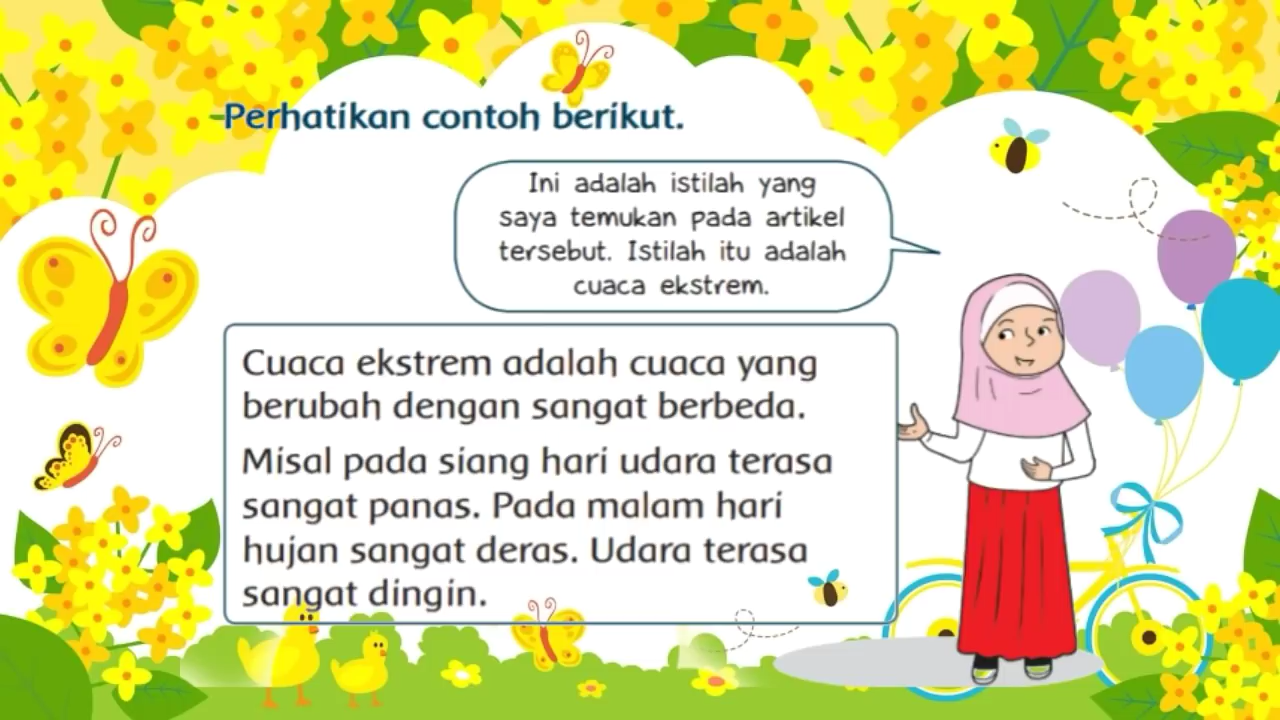 Perhatikan contoh berikut.
Ini adalah istilah yang
saya temukan pada artikel
tersebut. Istilah itu adalah
cuaca ekstrem.
Cuaca ekstrem adalah cuaca yang
berubah dengan sangat berbeda.
Misal pada siang hari udara terasa
sangat panas. Pada malam hari
hujan sangat deras. Udara terasa
sangat dingin.